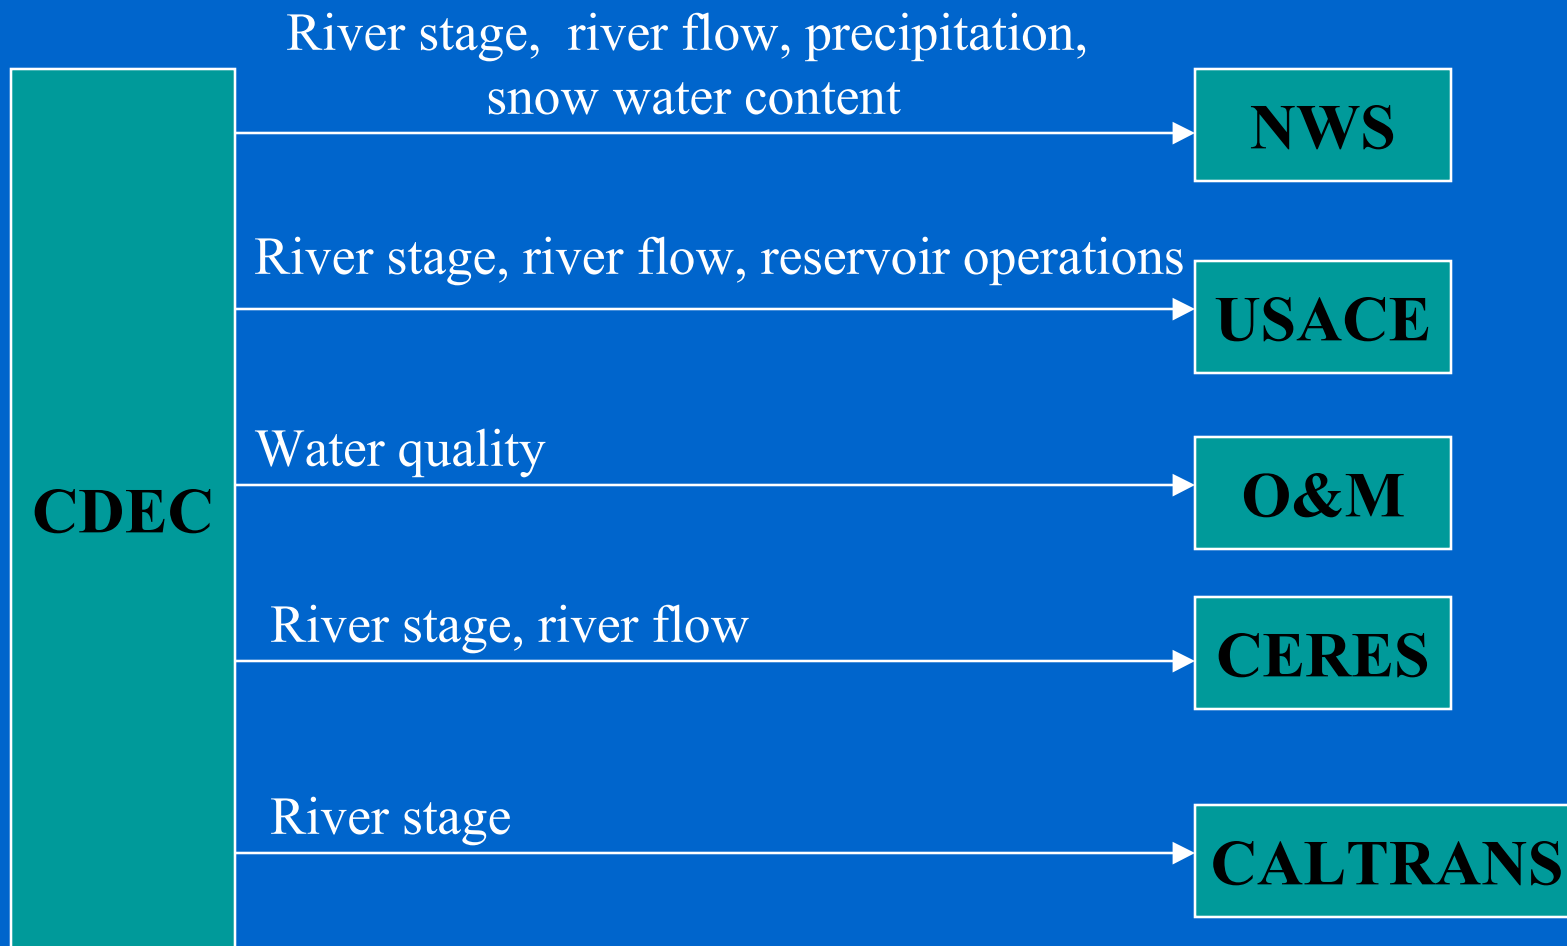 River stage,  river flow, precipitation,
snow water content
NWS
River stage, river flow, reservoir operations
USACE
Water quality
O&M
CDEC
River stage, river flow
CERES
River stage
CALTRANS